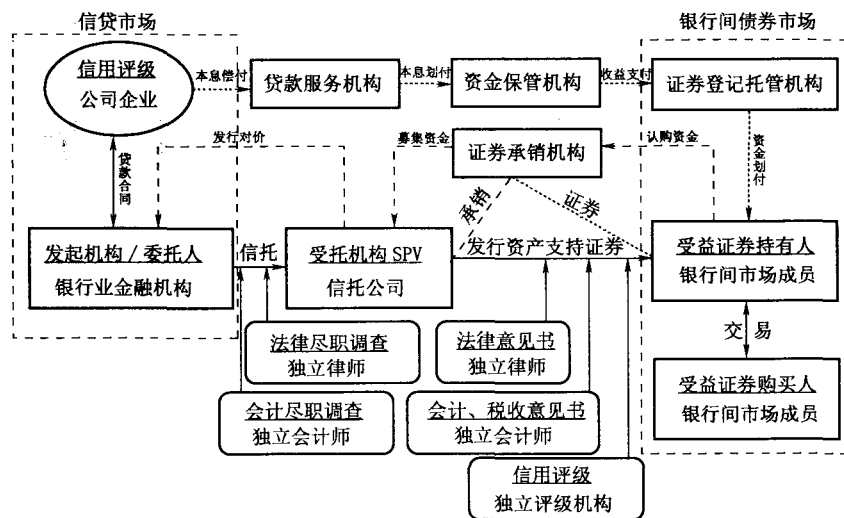 信贷市场
银行间债券市场
信用评级
公司企业
本息偿付
贷款服务机构
本息划付
资金保管机构
收益支付
证券登记托管机构
发行对价
募集资金
证券承销机构
认购资金
资金划付
贷款合同
承销
证券
发起机构/委托人
银行业金融机构
信托
受托机构 SPV
信托公司
发行资产支持证券
受益证券持有人
银行间市场成员
交易
法律尽职调查
独立律师
法律意见书
独立律师
会计尽职调查
独立会计师
会计、税收意见书
独立会计师
受益证券购买人
银行间市场成员
信用评级
独立评级机构